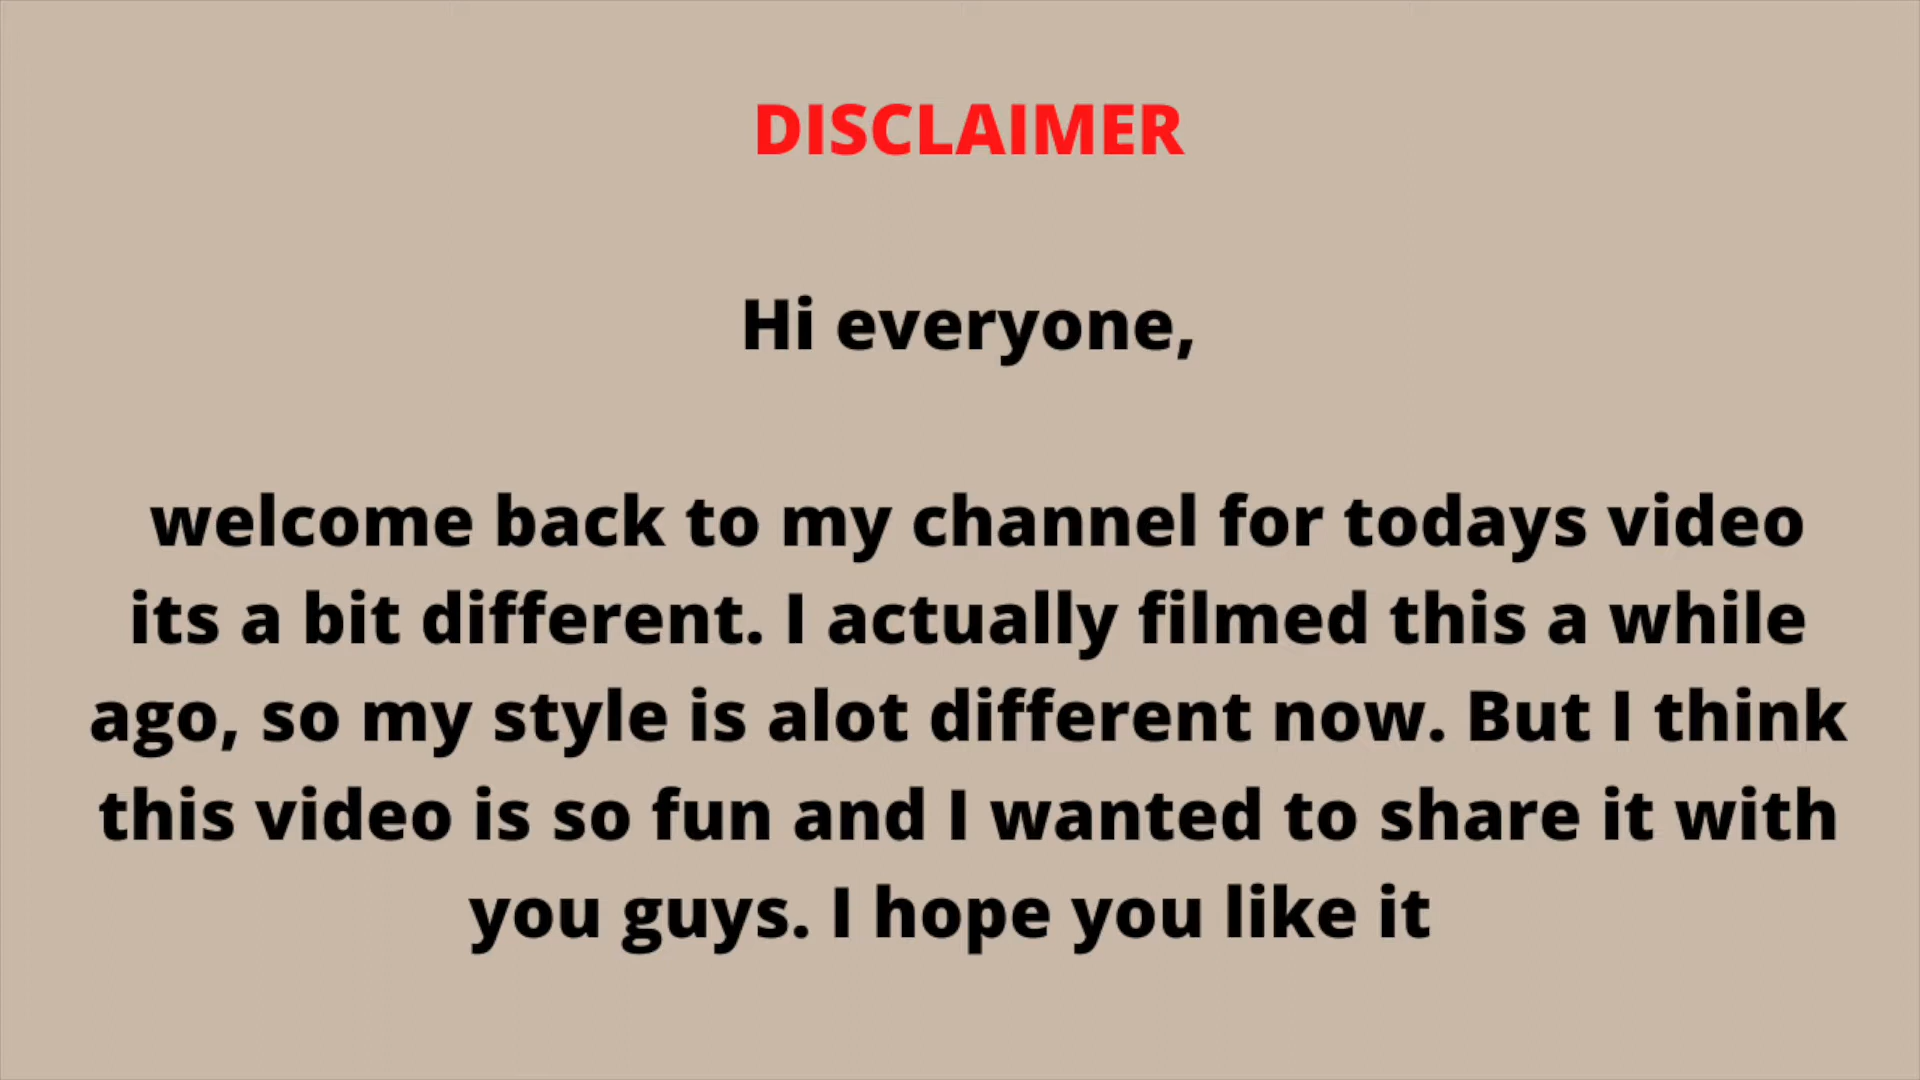 DISCLAIMER
Hi everyone,
welcome back to my channel for todays video
its a bit different. I actually filmed this a while
ago, so my style is alot different now. But I think
this video is so fun and I wanted to share it with
you guys. I hope you like it